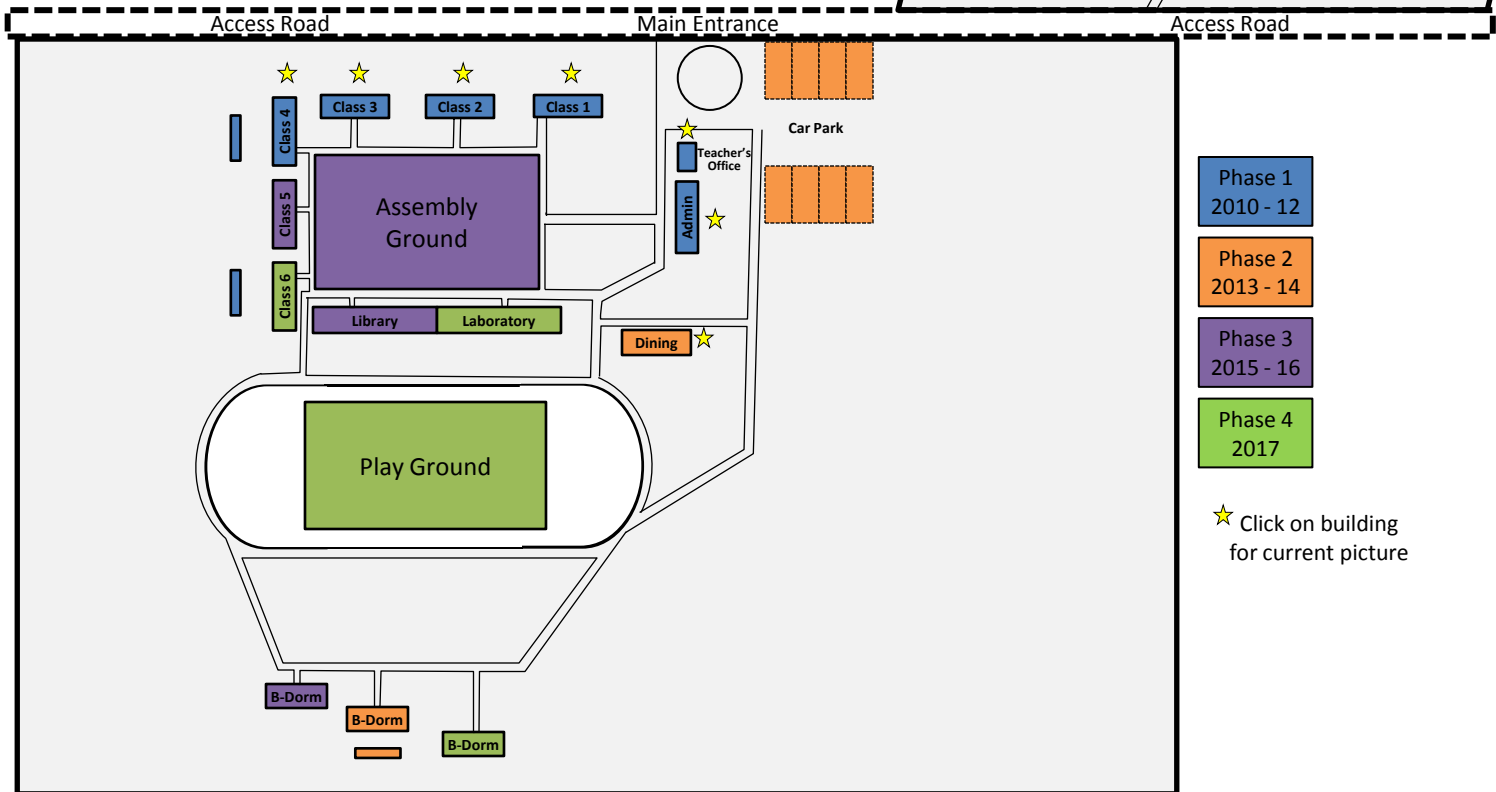 Access Road
Main Entrance
Access Road
Class 3
Class 2
Class 1
Class 4
Car Park
Teacher's
Office
Admin
Class 5
Assembly
Ground
Class 6
Library
Laboratory
Dining
Play Ground
B-Dorm
B-Dorm
B-Dorm
Phase 1
2010 - 12
Phase 2
2013 - 14
Phase 3
2015 - 16
Phase 4
2017
Click on building
for current picture